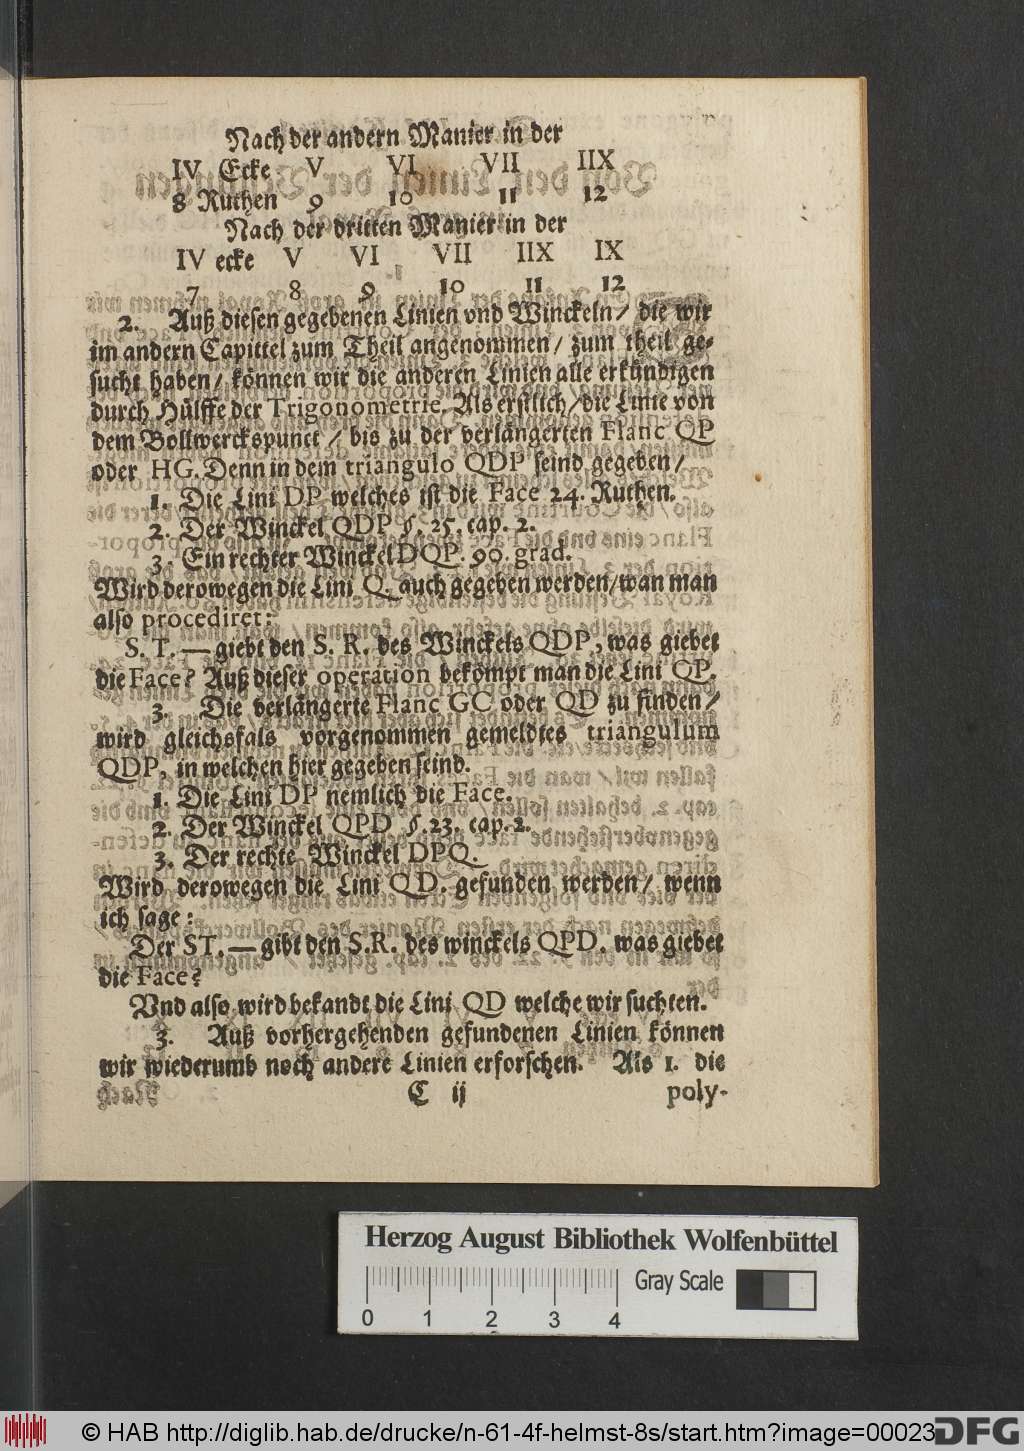 Nach der andern Manier in der
IV Ecke V VI VII IIX
8 Ruthen 9 10 11 12
Nach der dritten Manier in der
IV ecke V VI VII IIX IX
7 8 9 10 11 12
2. Auß diesen gegebenen Linien vnd Winckeln/ die wir
im andern Capittel zum Theil angenommen/ zum theil ge-
sucht haben/ können wir die anderen Linien alle erkündigen
durch Hülffe der Trigonometrie. Als erstlich/die Linie von
dem Bollwerckspunct/ bis zu der verlängerten Flanc QP
oder HG. Denn in dem triangulo QDP seind gegeben/
1. Die Lini DP welches ist die Face 24. Ruthen.
2. Der Winckel QDP §. 25. cap. 2.
3. Ein rechter Winckel DQP. 90. grad.
Wird derowegen die Lini Q. auch gegeben werden/wan man
also procediret:
S. T. — giebt den S. R. des Winckels QDP, was giebet
die Face? Auß dieser operation bekömpt man die Lini QP.
3. Die verlängerte Flanc GC oder QD zu finden/
wird gleichsfals vorgenommen gemeldtes triangulum
QDP, in welchen hier gegeben seind.
1. Die Lini DP nemlich die Face.
2. Der Winckel QPD §. 23. cap. 2.
3. Der rechte Winckel DPQ.
Wird derowegen die Lini QD. gefunden werden/ wenn
ich sage:
Der ST. — gibt den S.R. des winckels QPD. was giebet
die Face?
Vnd also wird bekandt die Lini QD welche wir suchten.
3. Auß vorhergehenden gefundenen Linien können
wir wiederumb noch andere Linien erforschen. Als 1. die
C ij poly-
Herzog August Bibliothek Wolfenbüttel
Gray Scale
0 1 2 3 4
© HAB http://diglib.hab.de/drucke/n-61-4f-helmst-8s/start.htm?image=00023
DFG